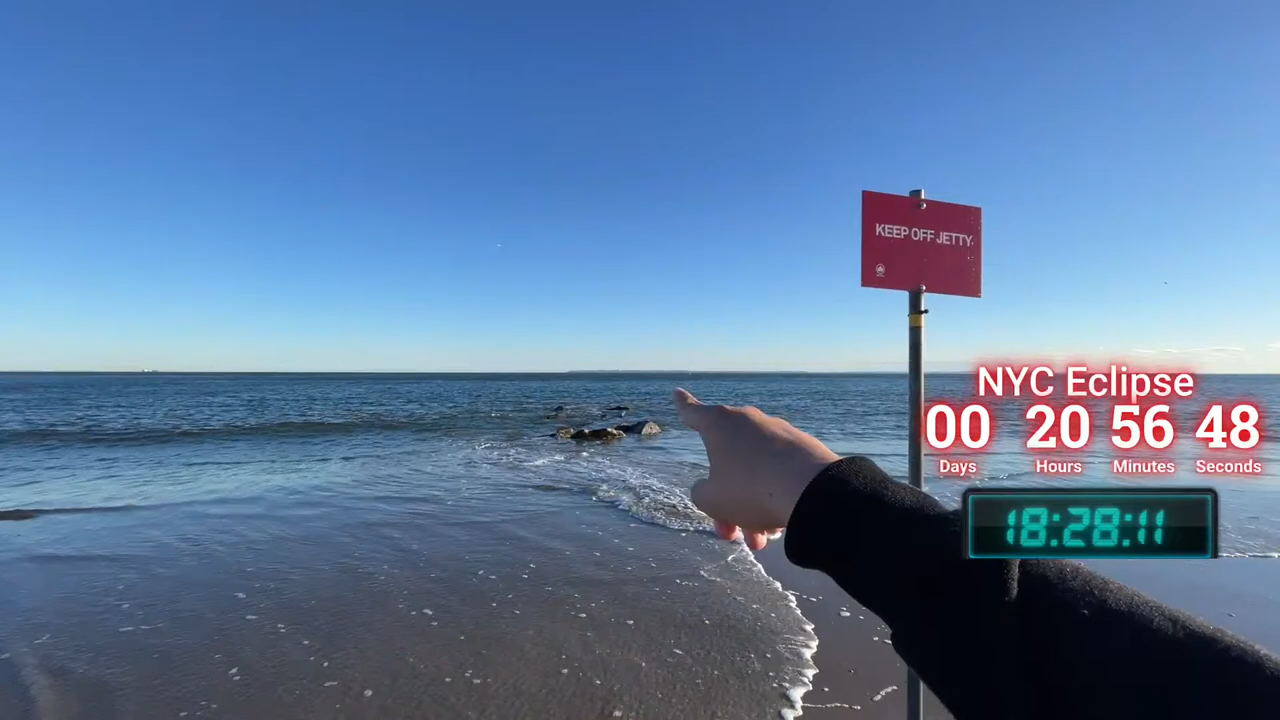 KEEP OFF JETTY
NYC Eclipse
00 20 56 48
Days Hours Minutes Seconds
18:28:11